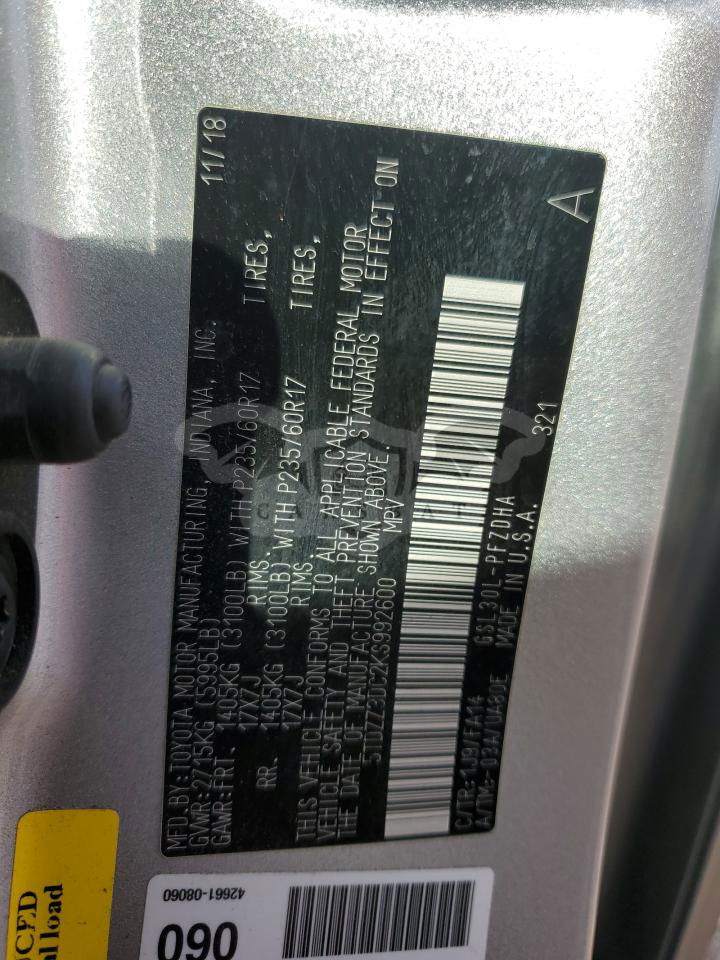 11/18
MFD.BY:TOYOTA MOTOR MANUFACTURING, INDIANA, INC.
GVWR:2715KG (5995LB)
GAWR:FRT. 1405KG (3100LB) WITH P235/60R17 TIRES,
17X7J RIMS.
RR. 1405KG (3100LB) WITH P235/60R17 TIRES,
17X7J RIMS.
THIS VEHICLE CONFORMS TO ALL APPLICABLE FEDERAL MOTOR
VEHICLE SAFETY AND THEFT PREVENTION STANDARDS IN EFFECT ON
THE DATE OF MANUFACTURE SHOWN ABOVE.
5TDZZ3DC2KS992600 MPV
C/TR:1J9/FA14 GSL30L-PFZDHA 321
A/TM:-03A/UA80E MADE IN U.S.A.
A
42661-08060
060
load